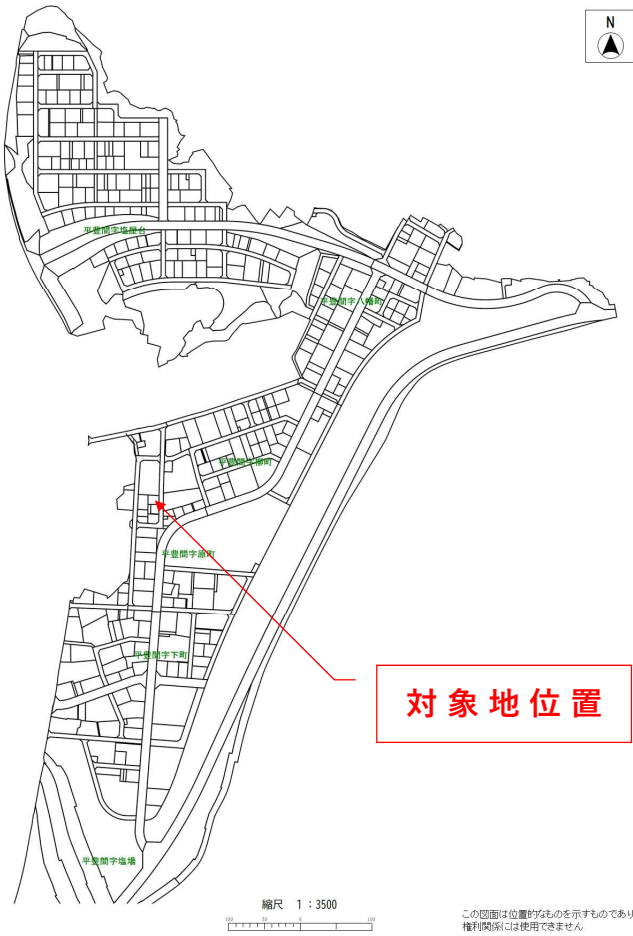 N
平豊間字塩屋台
平豊間字八幡町
平豊間字柳町
平豊間字原町
平豊間字下町
対象地位置
平豊間字塩場
縮尺 1：3500
100 50 0 100
この図面は位置的なものを示すものであり
権利関係には使用できません